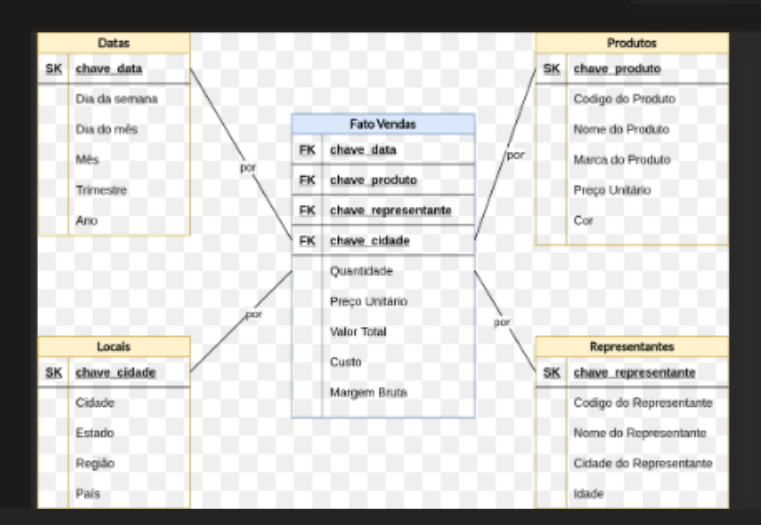 Datas
SK chave_data
Dia da semana
Dia do mês
Mês
Trimestre
Ano
por
Fato Vendas
FK chave_data
FK chave_produto
FK chave_representante
FK chave_cidade
Quantidade
Preço Unitário
Valor Total
Custo
Margem Bruta
por
Produtos
SK chave_produto
Codigo do Produto
Nome do Produto
Marca do Produto
Preço Unitário
Cor
por
Locais
SK chave_cidade
Cidade
Estado
Região
País
por
Representantes
SK chave_representante
Codigo do Representante
Nome do Representante
Cidade do Representante
Idade